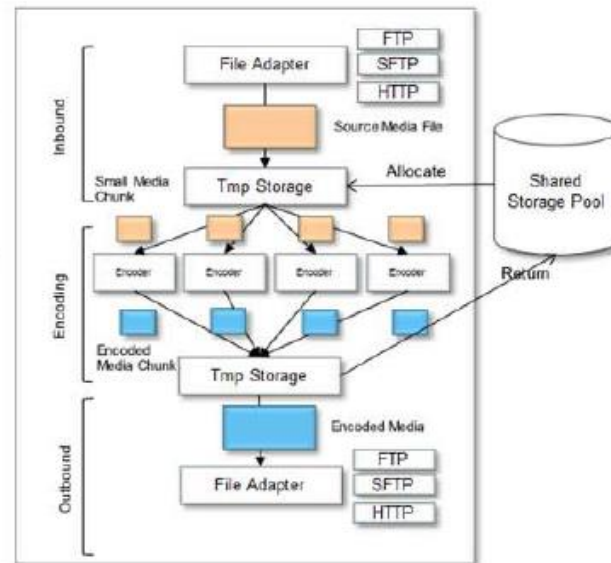 FTP
File Adapter
SFTP
HTTP
Inbound
Source Media File
Small Media
Chunk
Tmp Storage
Allocate
Shared
Storage Pool
Encoding
Encoder
Encoder
Encoder
Encoder
Return
Encoded
Media Chunk
Tmp Storage
Outbound
Encoded Media
File Adapter
FTP
SFTP
HTTP